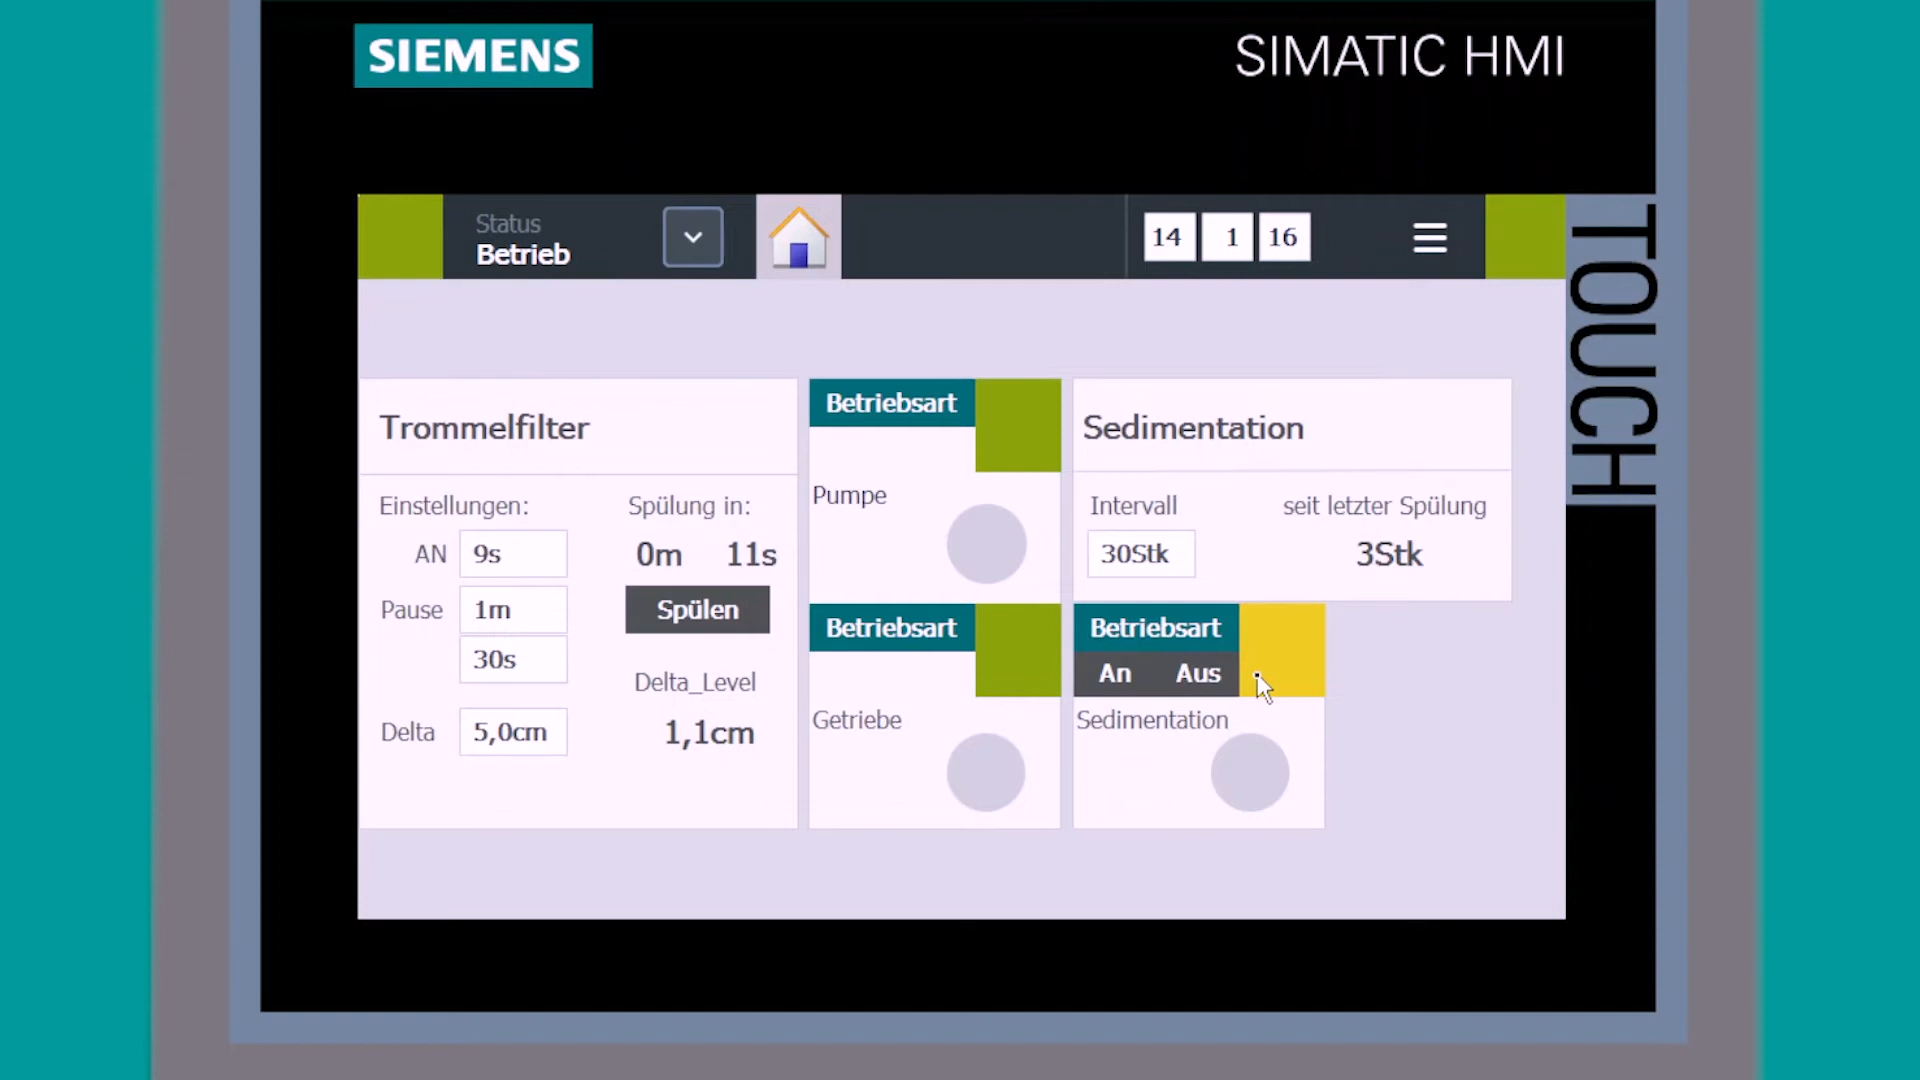 SIEMENS
SIMATIC HMI
TOUCH
Status
Betrieb
14 1 16
Trommelfilter
Einstellungen:
Spülung in:
AN 9s
0m 11s
Pause 1m
30s
Spülen
Delta_Level
Delta 5,0cm
1,1cm
Betriebsart
Pumpe
Betriebsart
Getriebe
Sedimentation
Intervall
seit letzter Spülung
30Stk
3Stk
Betriebsart
An Aus
Sedimentation